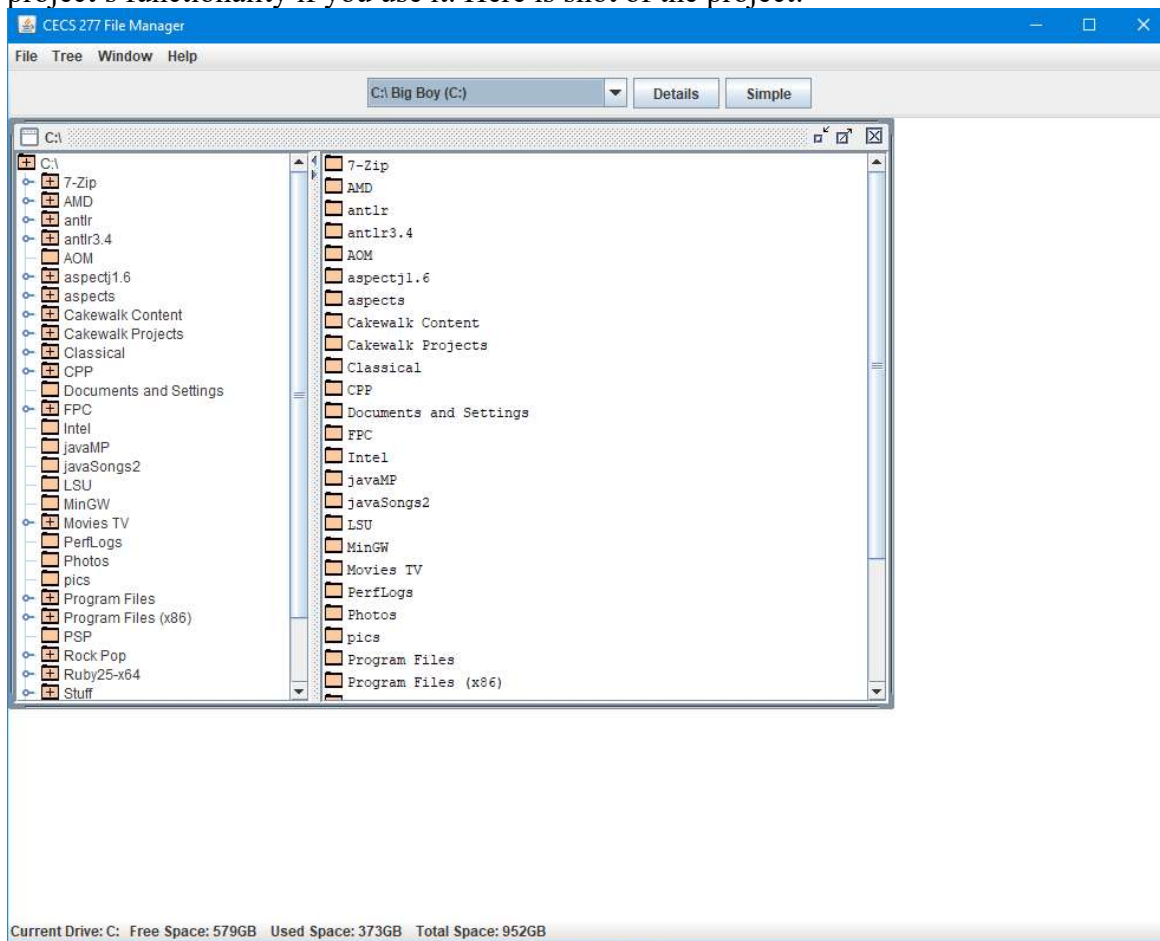 project's functionality if you use it. Here is shot of the project.
CECS 277 File Manager
File Tree Window Help
C:\ Big Boy (C:)
Details
Simple
C:\
C:\
7-Zip
AMD
antlr
antlr3.4
AOM
aspectj1.6
aspects
Cakewalk Content
Cakewalk Projects
Classical
CPP
Documents and Settings
FPC
Intel
javaMP
javaSongs2
LSU
MinGW
Movies TV
PerfLogs
Photos
pics
Program Files
Program Files (x86)
PSP
Rock Pop
Ruby25-x64
Stuff
7-Zip
AMD
antlr
antlr3.4
AOM
aspectj1.6
aspects
Cakewalk Content
Cakewalk Projects
Classical
CPP
Documents and Settings
FPC
Intel
javaMP
javaSongs2
LSU
MinGW
Movies TV
PerfLogs
Photos
pics
Program Files
Program Files (x86)
Current Drive: C: Free Space: 579GB Used Space: 373GB Total Space: 952GB